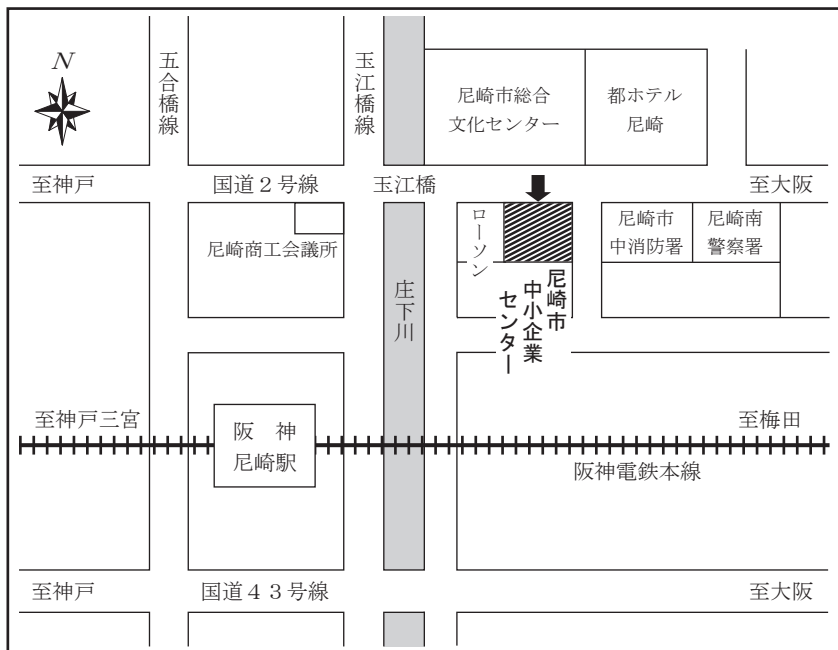 N
五合橋線
玉江橋線
尼崎市総合
文化センター
都ホテル
尼崎
至神戸
国道２号線
玉江橋
至大阪
尼崎商工会議所
ローソン
尼崎市
中小企業
センター
尼崎市
中消防署
尼崎南
警察署
庄下川
至神戸三宮
阪神
尼崎駅
至梅田
阪神電鉄本線
至神戸
国道４３号線
至大阪